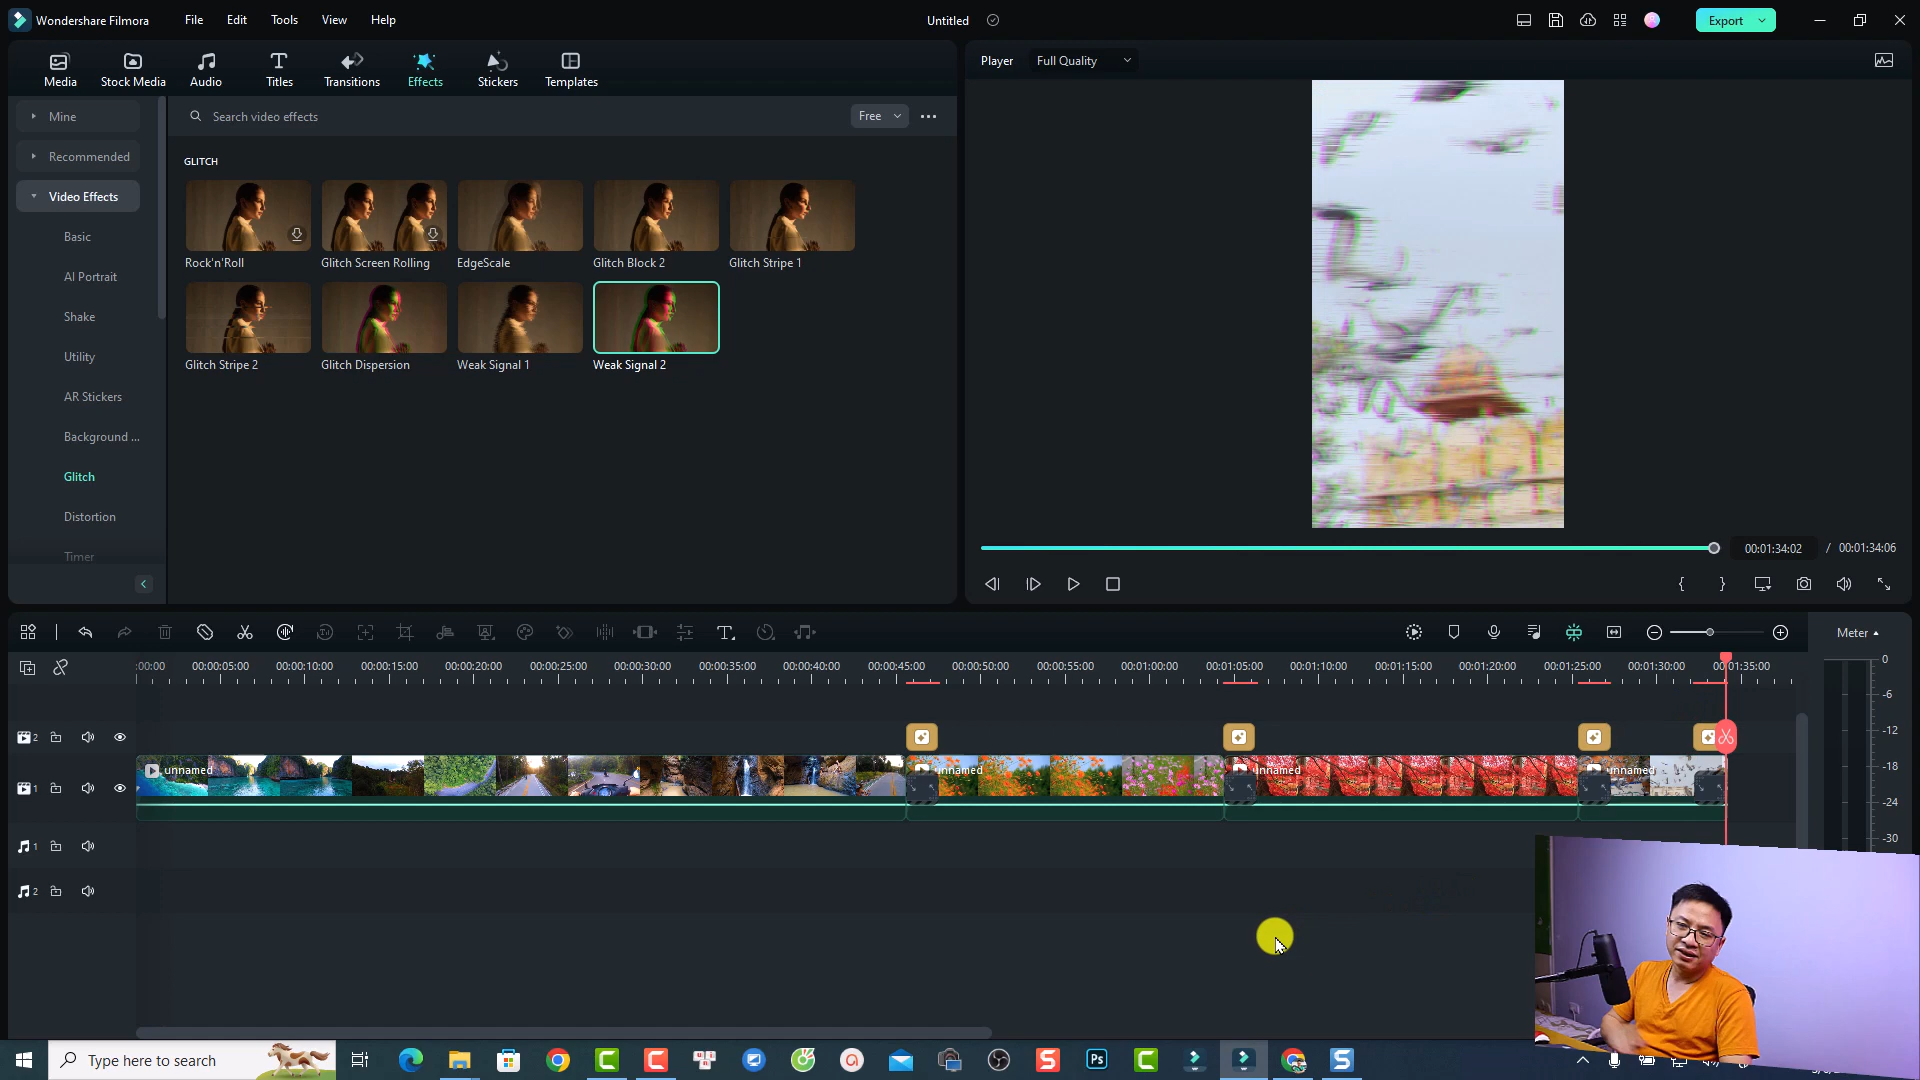 Wondershare Filmora
File
Edit
Tools
View
Help
Untitled
Export
Media
Stock Media
Audio
Titles
Transitions
Effects
Stickers
Templates
Player
Full Quality
Mine
Recommended
Video Effects
Basic
AI Portrait
Shake
Utility
AR Stickers
Background ...
Glitch
Distortion
Timer
Search video effects
Free
GLITCH
Rock'n'Roll
Glitch Screen Rolling
EdgeScale
Glitch Block 2
Glitch Stripe 1
Glitch Stripe 2
Glitch Dispersion
Weak Signal 1
Weak Signal 2
00:01:34:02 / 00:01:34:06
Meter
:00:00
00:00:05:00
00:00:10:00
00:00:15:00
00:00:20:00
00:00:25:00
00:00:30:00
00:00:35:00
00:00:40:00
00:00:45:00
00:00:50:00
00:00:55:00
00:01:00:00
00:01:05:00
00:01:10:00
00:01:15:00
00:01:20:00
00:01:25:00
00:01:30:00
00:01:35:00
0
-6
-12
-18
-24
-30
2
unnamed
unnamed
unnamed
unnamed
1
1
2
Type here to search
Ps